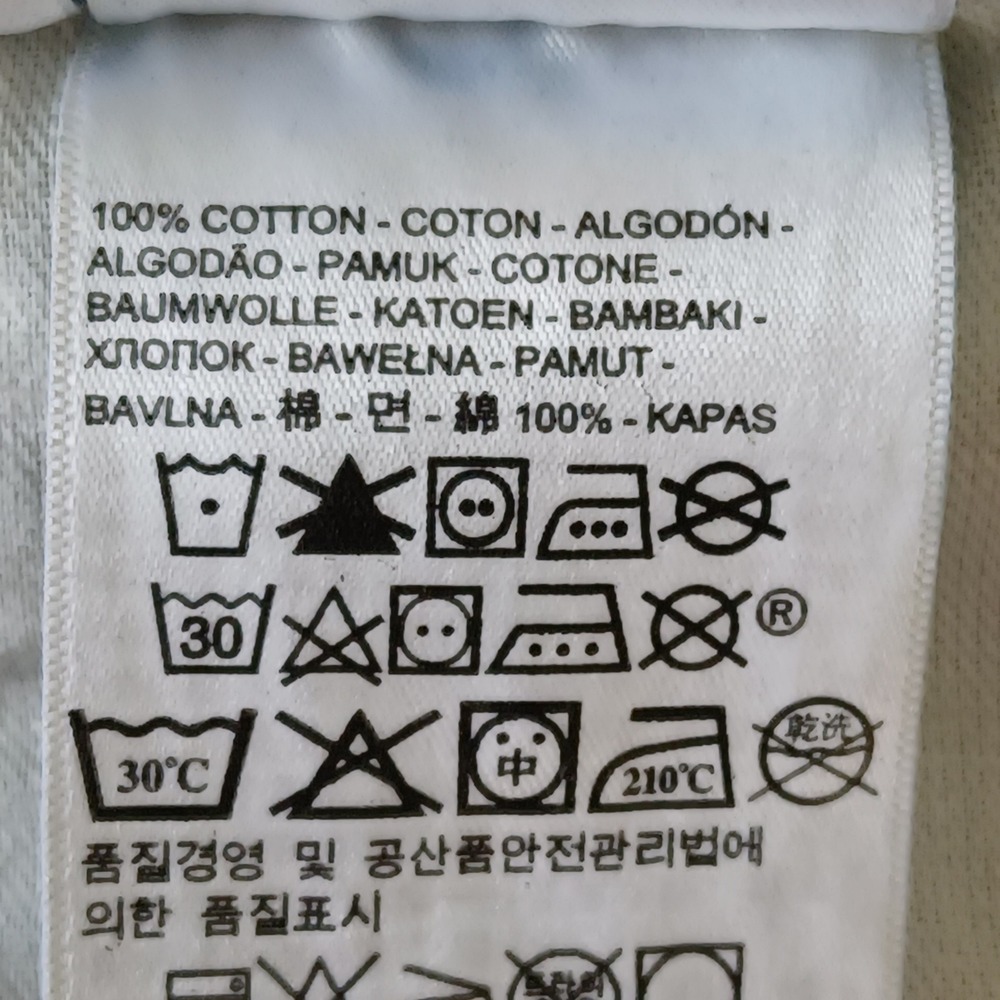 100% COTTON - COTON - ALGODÓN -
ALGODÃO - PAMUK - COTONE -
BAUMWOLLE - KATOEN - BAMBAKI -
ХЛОПОК - BAWEŁNA - PAMUT -
BAVLNA - 棉 - 면 - 綿 100% - KAPAS
30 ®
30°C 中 210°C 乾洗
품질경영 및 공산품안전관리법에
의한 품질표시